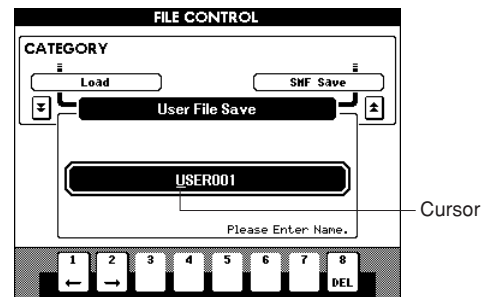 FILE CONTROL
CATEGORY
Load SMF Save
User File Save
USER001
Cursor
Please Enter Name.
1 2 3 4 5 6 7 8
← → DEL